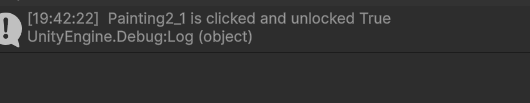 [19:42:22] Painting2_1 is clicked and unlocked True
UnityEngine.Debug:Log (object)